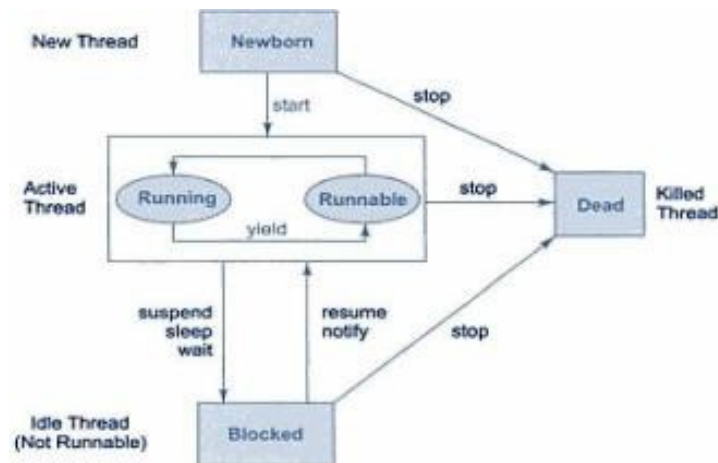 New Thread
Newborn
stop
start
Active
Thread
Running
Runnable
stop
Dead
Killed
Thread
yield
suspend
sleep
wait
resume
notify
stop
Idle Thread
(Not Runnable)
Blocked